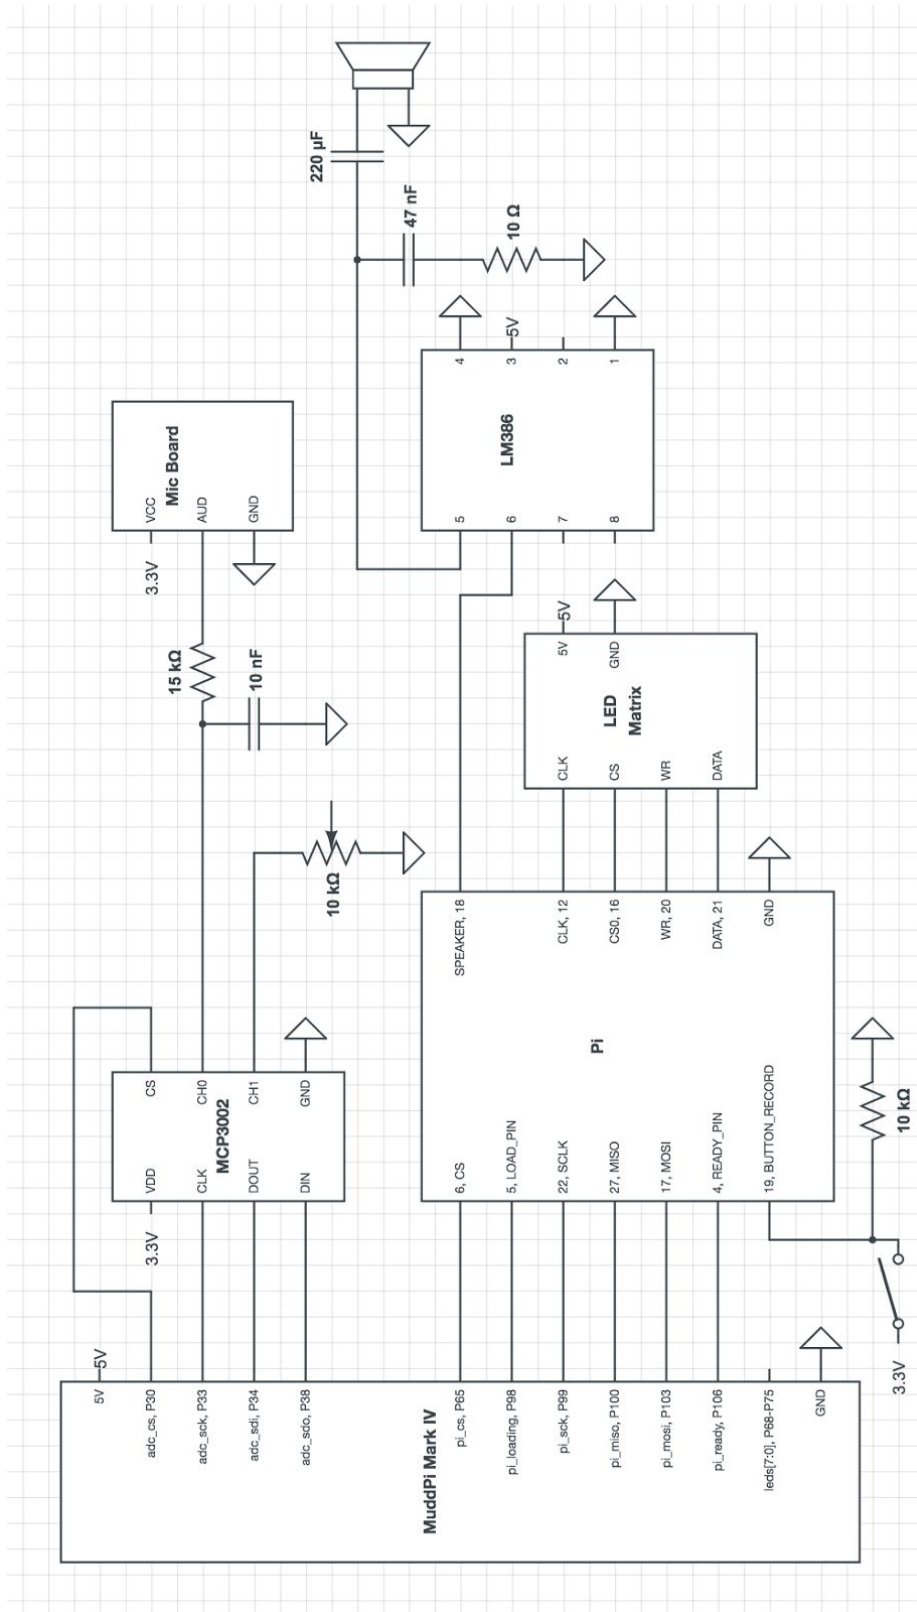 MuddPi Mark IV
5V
5V
adc_cs, P30
adc_sck, P33
adc_sdi, P34
adc_sdo, P38
pi_cs, P65
pi_loading, P98
pi_sck, P99
pi_miso, P100
pi_mosi, P103
pi_ready, P106
leds[7:0], P68-P75
GND
3.3V
MCP3002
VDD
CLK
DOUT
DIN
CS
CH0
CH1
GND
3.3V
10 kΩ
15 kΩ
10 nF
Mic Board
VCC
AUD
GND
3.3V
Pi
6, CS
5, LOAD_PIN
22, SCLK
27, MISO
17, MOSI
4, READY_PIN
19, BUTTON_RECORD
SPEAKER, 18
CLK, 12
CS0, 16
WR, 20
DATA, 21
GND
10 kΩ
LED
Matrix
CLK
CS
WR
DATA
5V
GND
5V
LM386
5
6
7
8
4
3
2
1
5V
47 nF
10 Ω
220 µF